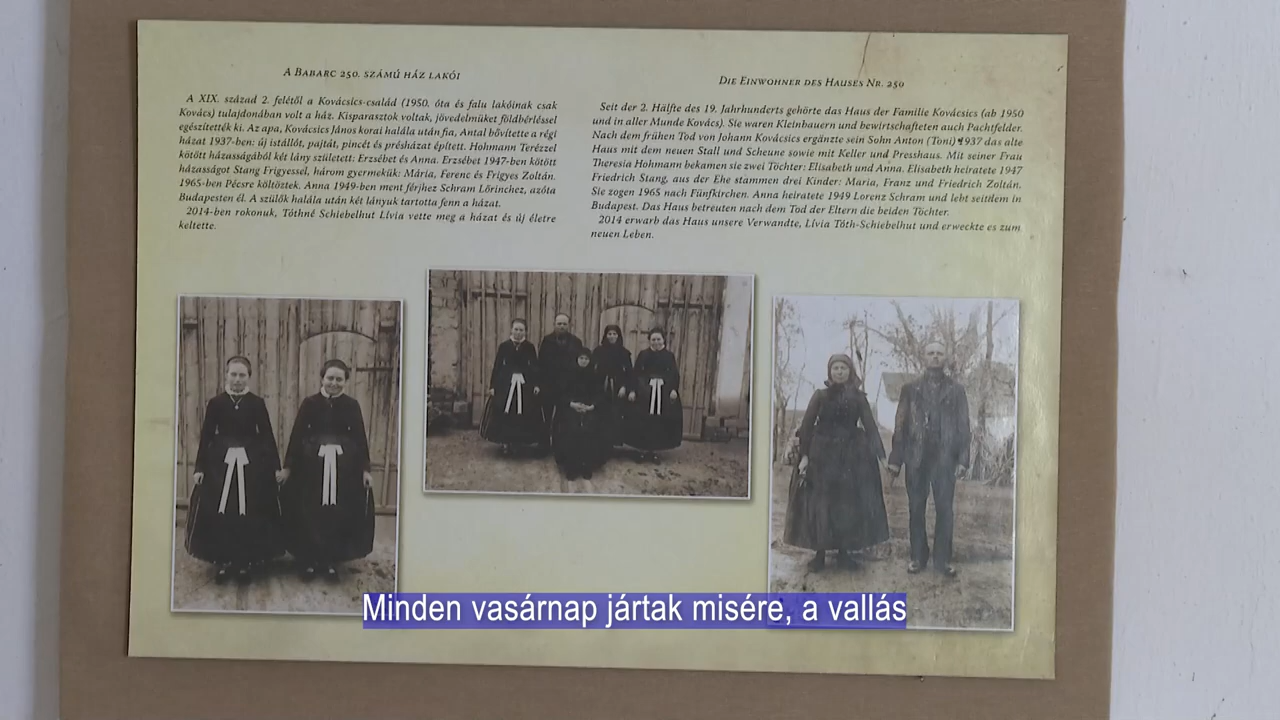 A BABARC 250. SZÁMÚ HÁZ LAKÓI
A XIX. század 2. felétől a Kovácsics-család (1950. óta és falu lakóinak csak
Kovács) tulajdonában volt a ház. Kisparasztok voltak, jövedelmüket földbérléssel
egészítették ki. Az apa, Kovácsics János korai halála után fia, Antal bővítette a régi
házat 1937-ben: új istállót, pajtát, pincét és présházat épített. Hohmann Terézzel
kötött házasságából két lány született: Erzsébet és Anna. Erzsébet 1947-ben kötött
házasságot Stang Frigyessel, három gyermekük: Mária, Ferenc és Frigyes Zoltán.
1965-ben Pécsre költöztek. Anna 1949-ben ment férjhez Schram Lőrinchez, azóta
Budapesten él. A szülők halála után két lányuk tartotta fenn a házat.
2014-ben rokonuk, Tóthné Schiebelhut Lívia vette meg a házat és új életre
keltette.
DIE EINWOHNER DES HAUSES NR. 250
Seit der 2. Hälfte des 19. Jahrhunderts gehörte das Haus der Familie Kovácsics (ab 1950
und in aller Munde Kovács). Sie waren Kleinbauern und bewirtschafteten auch Pachtfelder.
Nach dem frühen Tod von Johann Kovácsics ergänzte sein Sohn Anton (Toni) 1937 das alte
Haus mit dem neuen Stall und Scheune sowie mit Keller und Presshaus. Mit seiner Frau
Theresia Hohmann bekamen sie zwei Töchter: Elisabeth und Anna. Elisabeth heiratete 1947
Friedrich Stang, aus der Ehe stammen drei Kinder: Maria, Franz und Friedrich Zoltán.
Sie zogen 1965 nach Fünfkirchen. Anna heiratete 1949 Lorenz Schram und lebt seitdem in
Budapest. Das Haus betreuten nach dem Tod der Eltern die beiden Töchter.
2014 erwarb das Haus unsere Verwandte, Lívia Tóth-Schiebelhut und erweckte es zum
neuen Leben.
Minden vasárnap jártak misére, a vallás